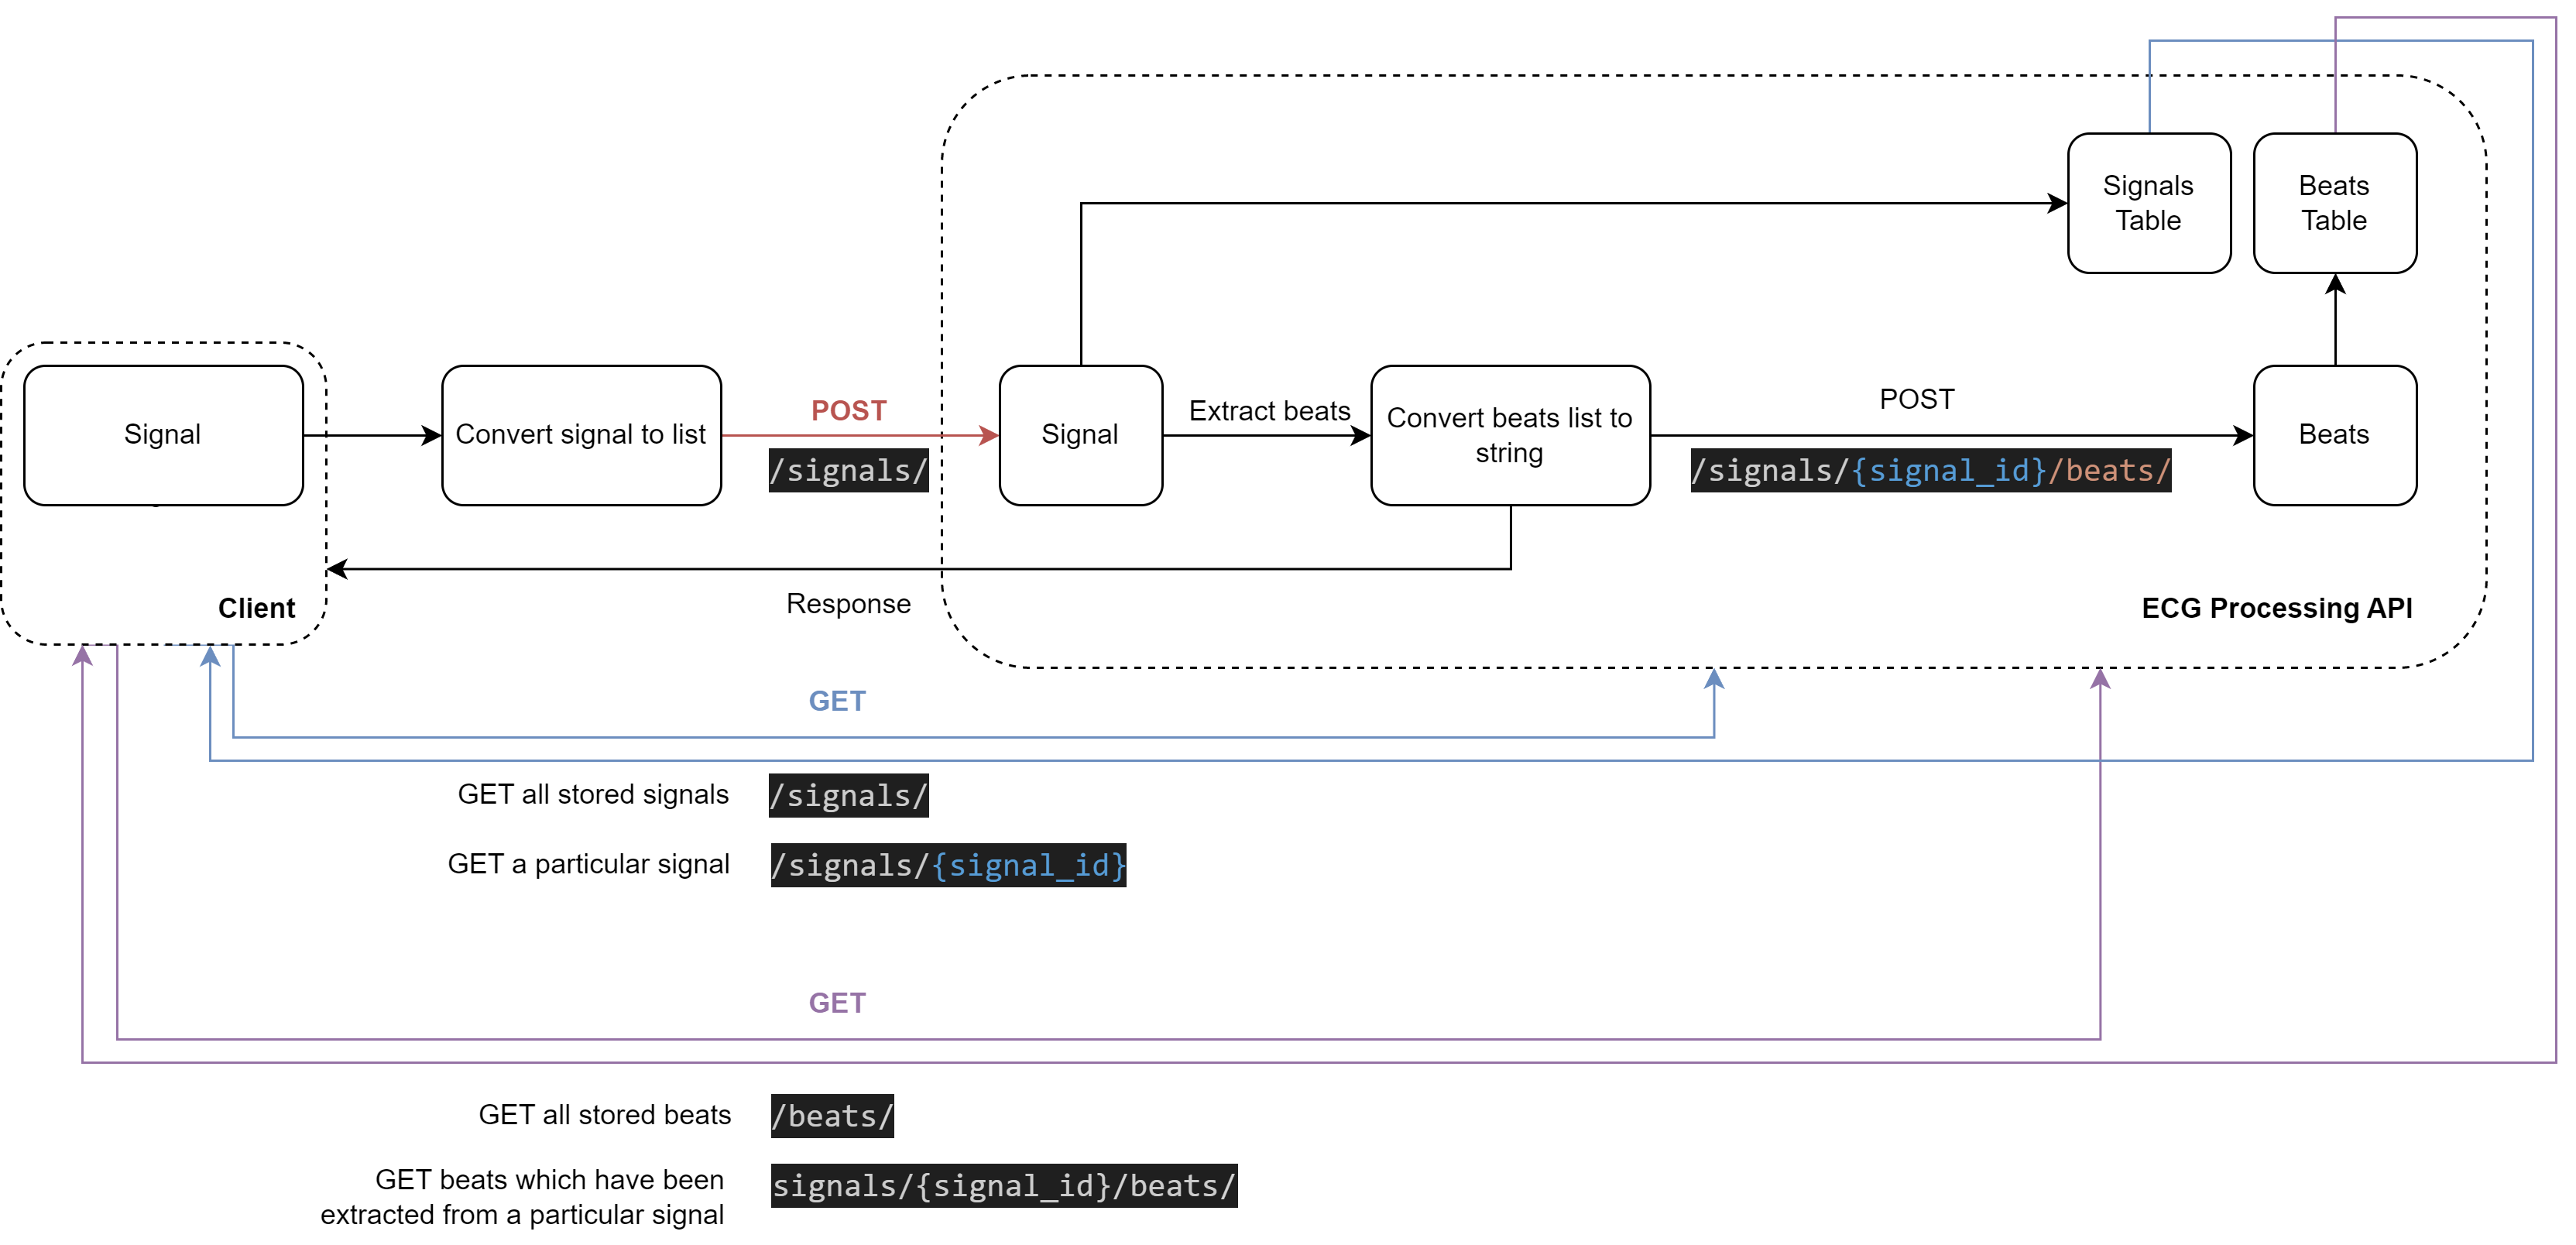 Signals
Table
Beats
Table
Signal
Convert signal to list
POST
/signals/
Signal
Extract beats
Convert beats list to
string
POST
/signals/{signal_id}/beats/
Beats
Response
Client
ECG Processing API
GET
GET all stored signals
/signals/
GET a particular signal
/signals/{signal_id}
GET
GET all stored beats
/beats/
GET beats which have been
extracted from a particular signal
signals/{signal_id}/beats/